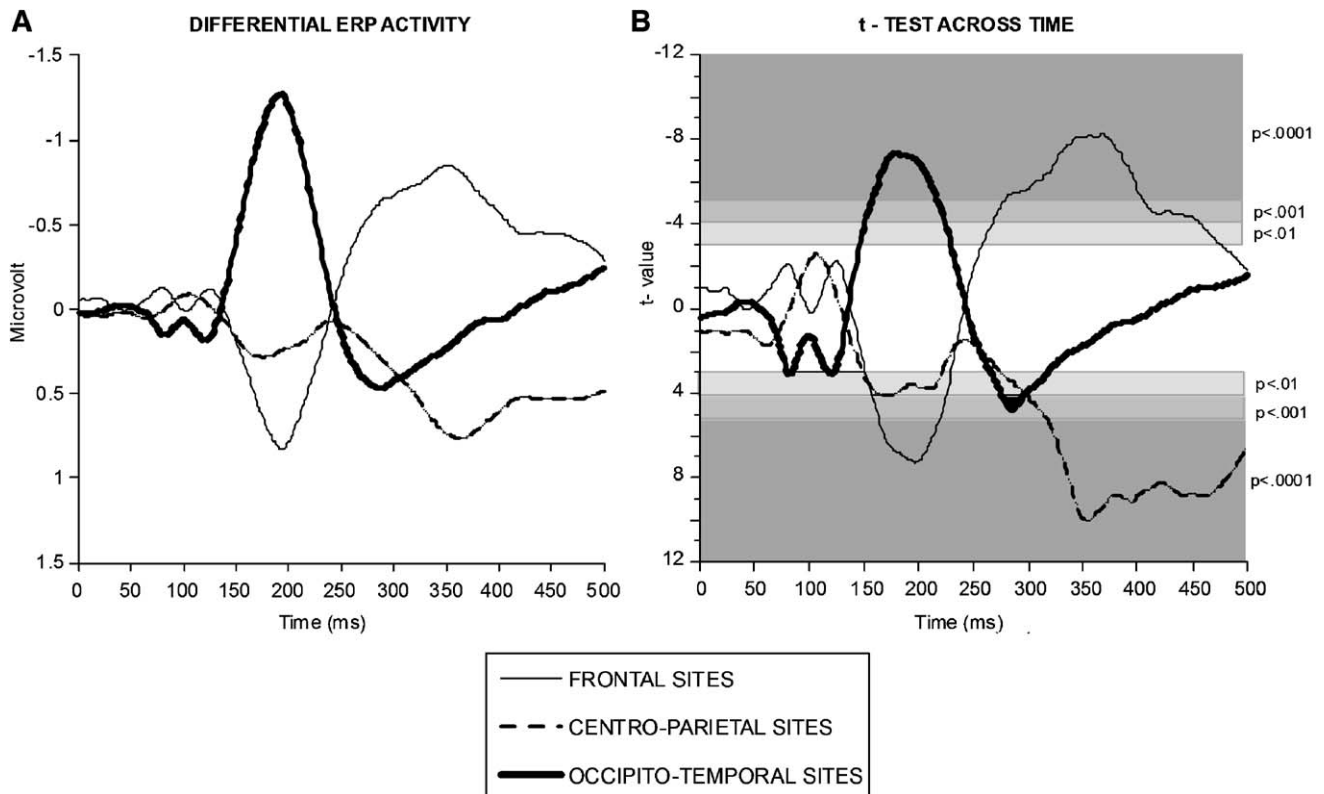 A
DIFFERENTIAL ERP ACTIVITY
-1.5
-1
-0.5
0
0.5
1
1.5
Microvolt
0 50 100 150 200 250 300 350 400 450 500
Time (ms)
B
t - TEST ACROSS TIME
-12
-8
-4
0
4
8
12
t- value
p<.0001
p<.001
p<.01
p<.01
p<.001
p<.0001
0 50 100 150 200 250 300 350 400 450 500
Time (ms)
FRONTAL SITES
CENTRO-PARIETAL SITES
OCCIPITO-TEMPORAL SITES